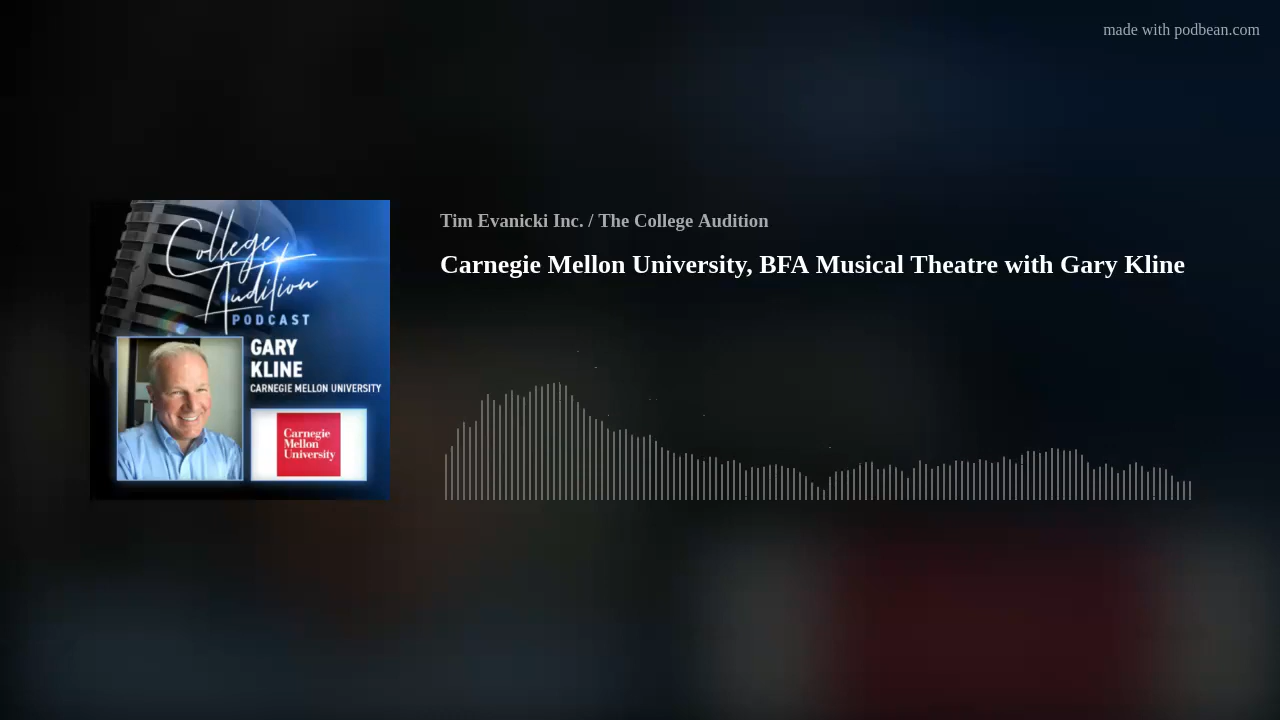 made with podbean.com
Tim Evanicki Inc. / The College Audition
Carnegie Mellon University, BFA Musical Theatre with Gary Kline
College
Audition
PODCAST
GARY
KLINE
CARNEGIE MELLON UNIVERSITY
Carnegie
Mellon
University